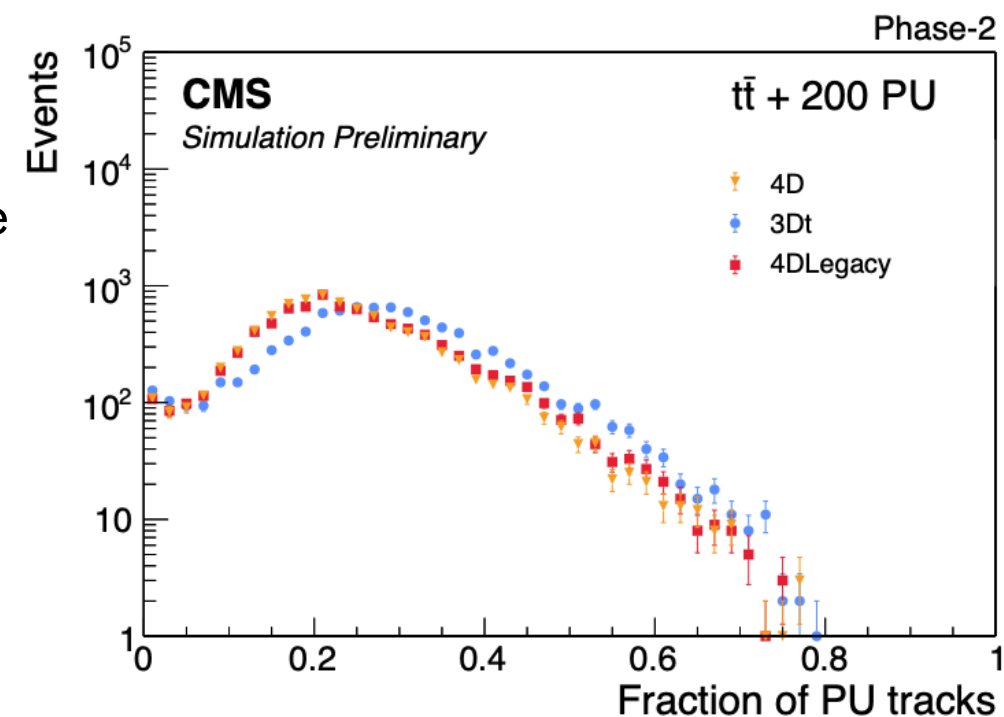 Phase-2
Events
10⁵
10⁴
10³
10²
10
1
CMS
Simulation Preliminary
tt̄ + 200 PU
4D
3Dt
4DLegacy
e
0 0.2 0.4 0.6 0.8 1
Fraction of PU tracks